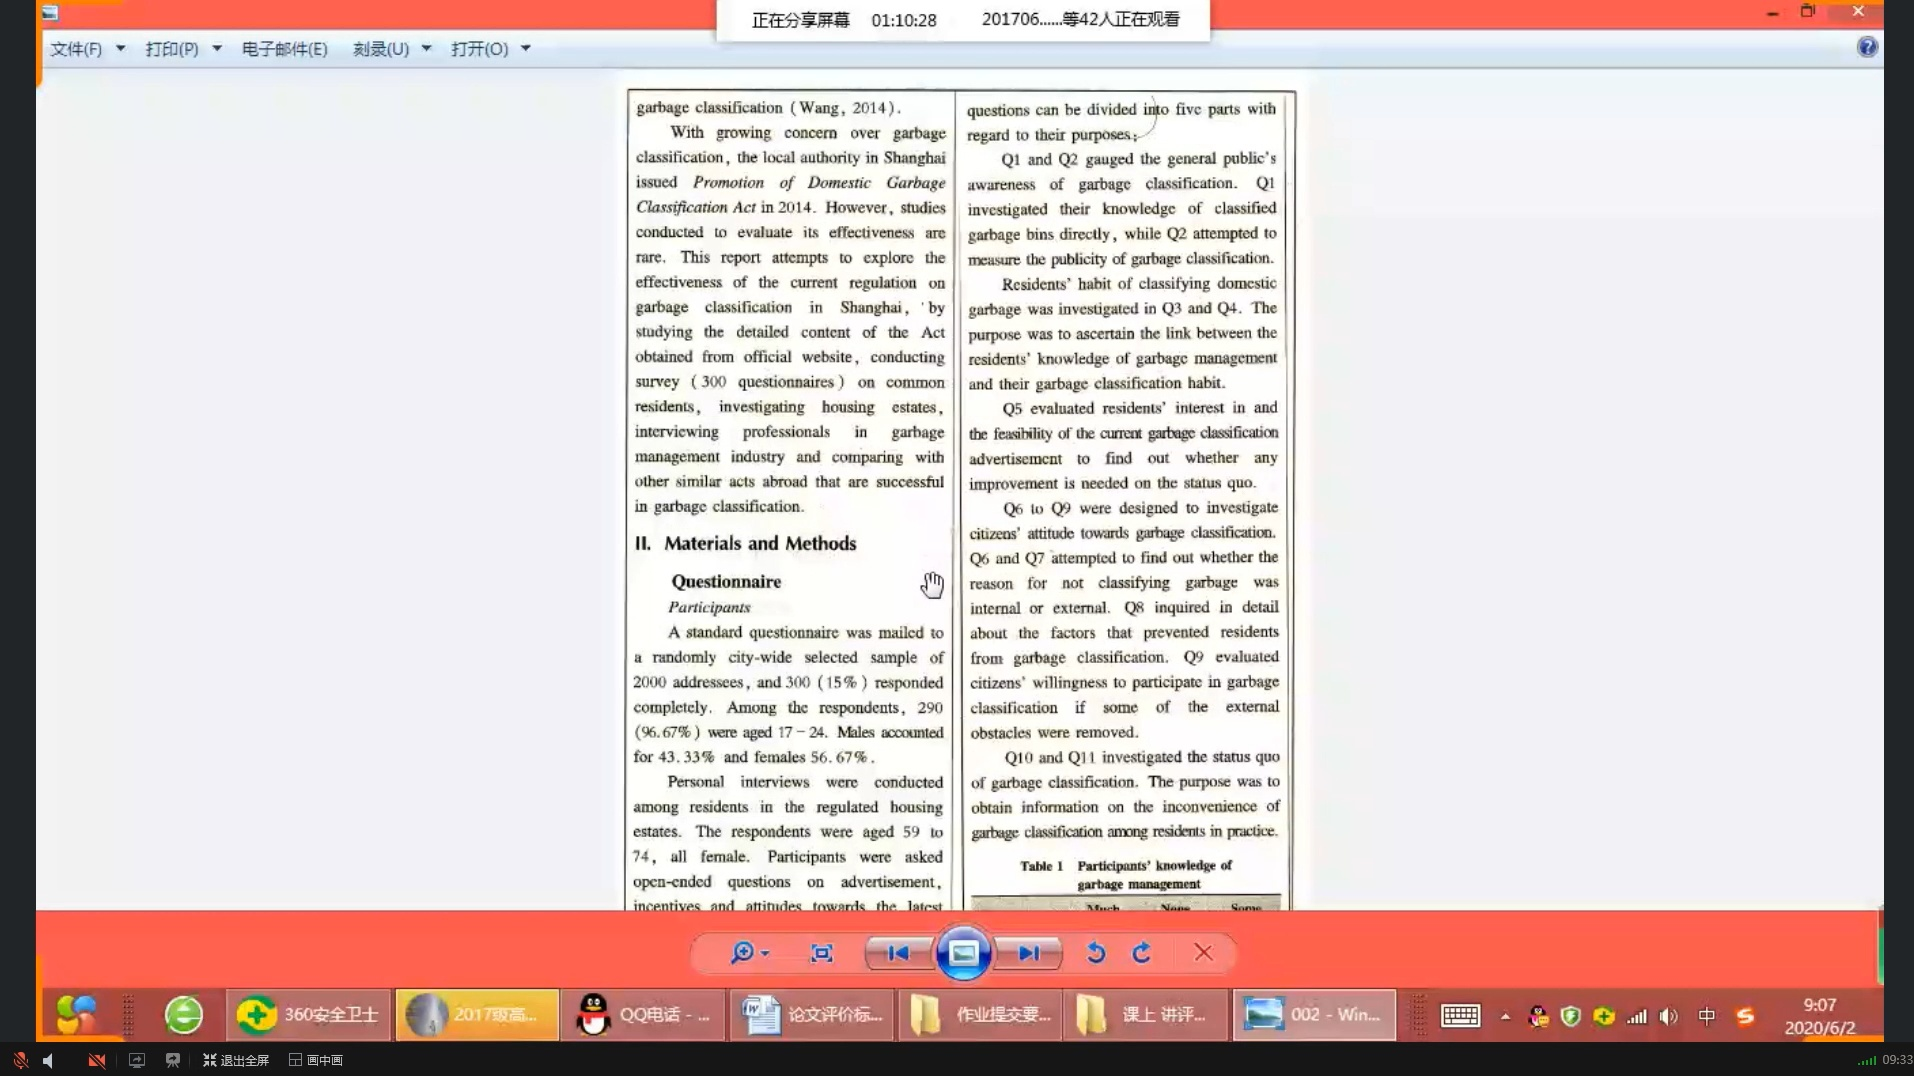 正在分享屏幕 01:10:28 201706......等42人正在观看
文件(F) 打印(P) 电子邮件(E) 刻录(U) 打开(O)
garbage classification (Wang, 2014).
With growing concern over garbage
classification, the local authority in Shanghai
issued Promotion of Domestic Garbage
Classification Act in 2014. However, studies
conducted to evaluate its effectiveness are
rare. This report attempts to explore the
effectiveness of the current regulation on
garbage classification in Shanghai, by
studying the detailed content of the Act
obtained from official website, conducting
survey (300 questionnaires) on common
residents, investigating housing estates,
interviewing professionals in garbage
management industry and comparing with
other similar acts abroad that are successful
in garbage classification.
II. Materials and Methods
Questionnaire
Participants
A standard questionnaire was mailed to
a randomly city-wide selected sample of
2000 addressees, and 300 (15%) responded
completely. Among the respondents, 290
(96.67%) were aged 17-24. Males accounted
for 43.33% and females 56.67%.
Personal interviews were conducted
among residents in the regulated housing
estates. The respondents were aged 59 to
74, all female. Participants were asked
open-ended questions on advertisement,
incentives and attitudes towards the latest
questions can be divided into five parts with
regard to their purposes:
Q1 and Q2 gauged the general public's
awareness of garbage classification. Q1
investigated their knowledge of classified
garbage bins directly, while Q2 attempted to
measure the publicity of garbage classification.
Residents' habit of classifying domestic
garbage was investigated in Q3 and Q4. The
purpose was to ascertain the link between the
residents' knowledge of garbage management
and their garbage classification habit.
Q5 evaluated residents' interest in and
the feasibility of the current garbage classification
advertisement to find out whether any
improvement is needed on the status quo.
Q6 to Q9 were designed to investigate
citizens' attitude towards garbage classification.
Q6 and Q7 attempted to find out whether the
reason for not classifying garbage was
internal or external. Q8 inquired in detail
about the factors that prevented residents
from garbage classification. Q9 evaluated
citizens' willingness to participate in garbage
classification if some of the external
obstacles were removed.
Q10 and Q11 investigated the status quo
of garbage classification. The purpose was to
obtain information on the inconvenience of
garbage classification among residents in practice.
Table 1 Participants' knowledge of
garbage management
Much None Some
360安全卫士 2017级高... QQ电话 - ... 论文评价标... 作业提交要... 课上 讲评... 002 - Win... 中 9:07
2020/6/2
退出全屏 画中画 09:33